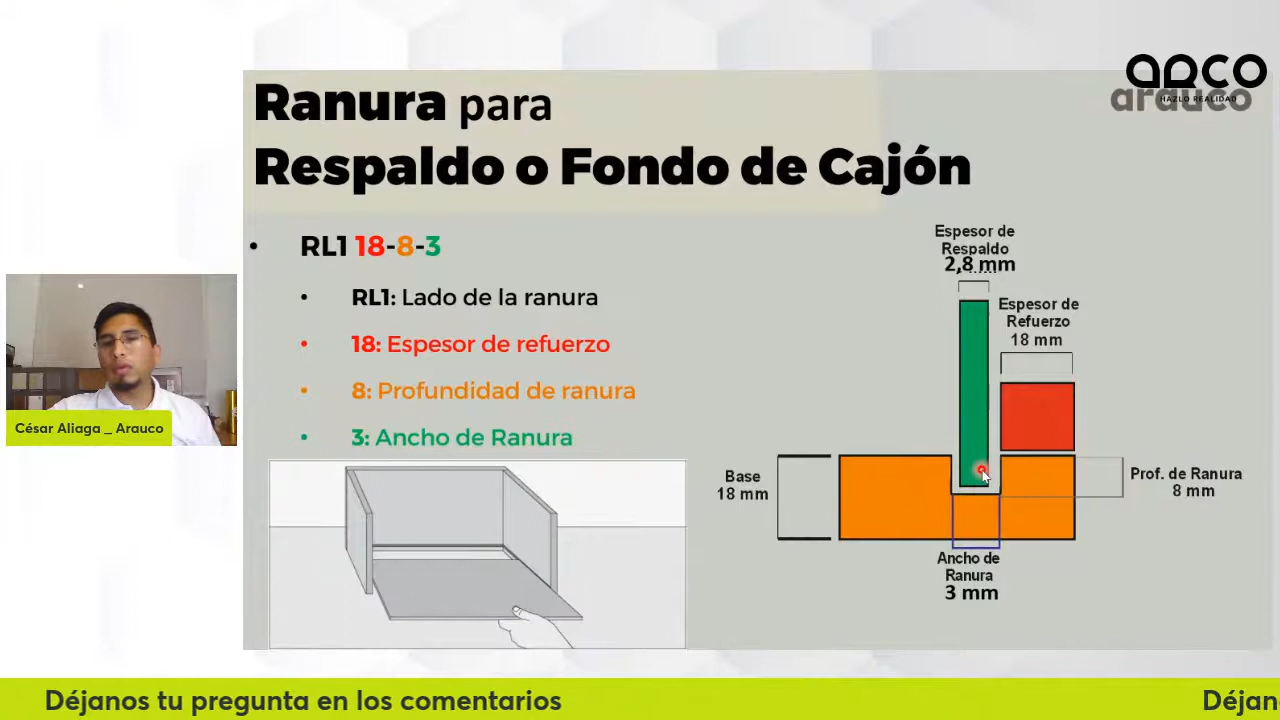 ARCO
arauco
HAZLO REALIDAD
Ranura para
Respaldo o Fondo de Cajón
• RL1 18-8-3
• RL1: Lado de la ranura
• 18: Espesor de refuerzo
• 8: Profundidad de ranura
• 3: Ancho de Ranura
Espesor de
Respaldo
2,8 mm
Espesor de
Refuerzo
18 mm
Base
18 mm
Prof. de Ranura
8 mm
Ancho de
Ranura
3 mm
César Aliaga _ Arauco
Déjanos tu pregunta en los comentarios
Déjan